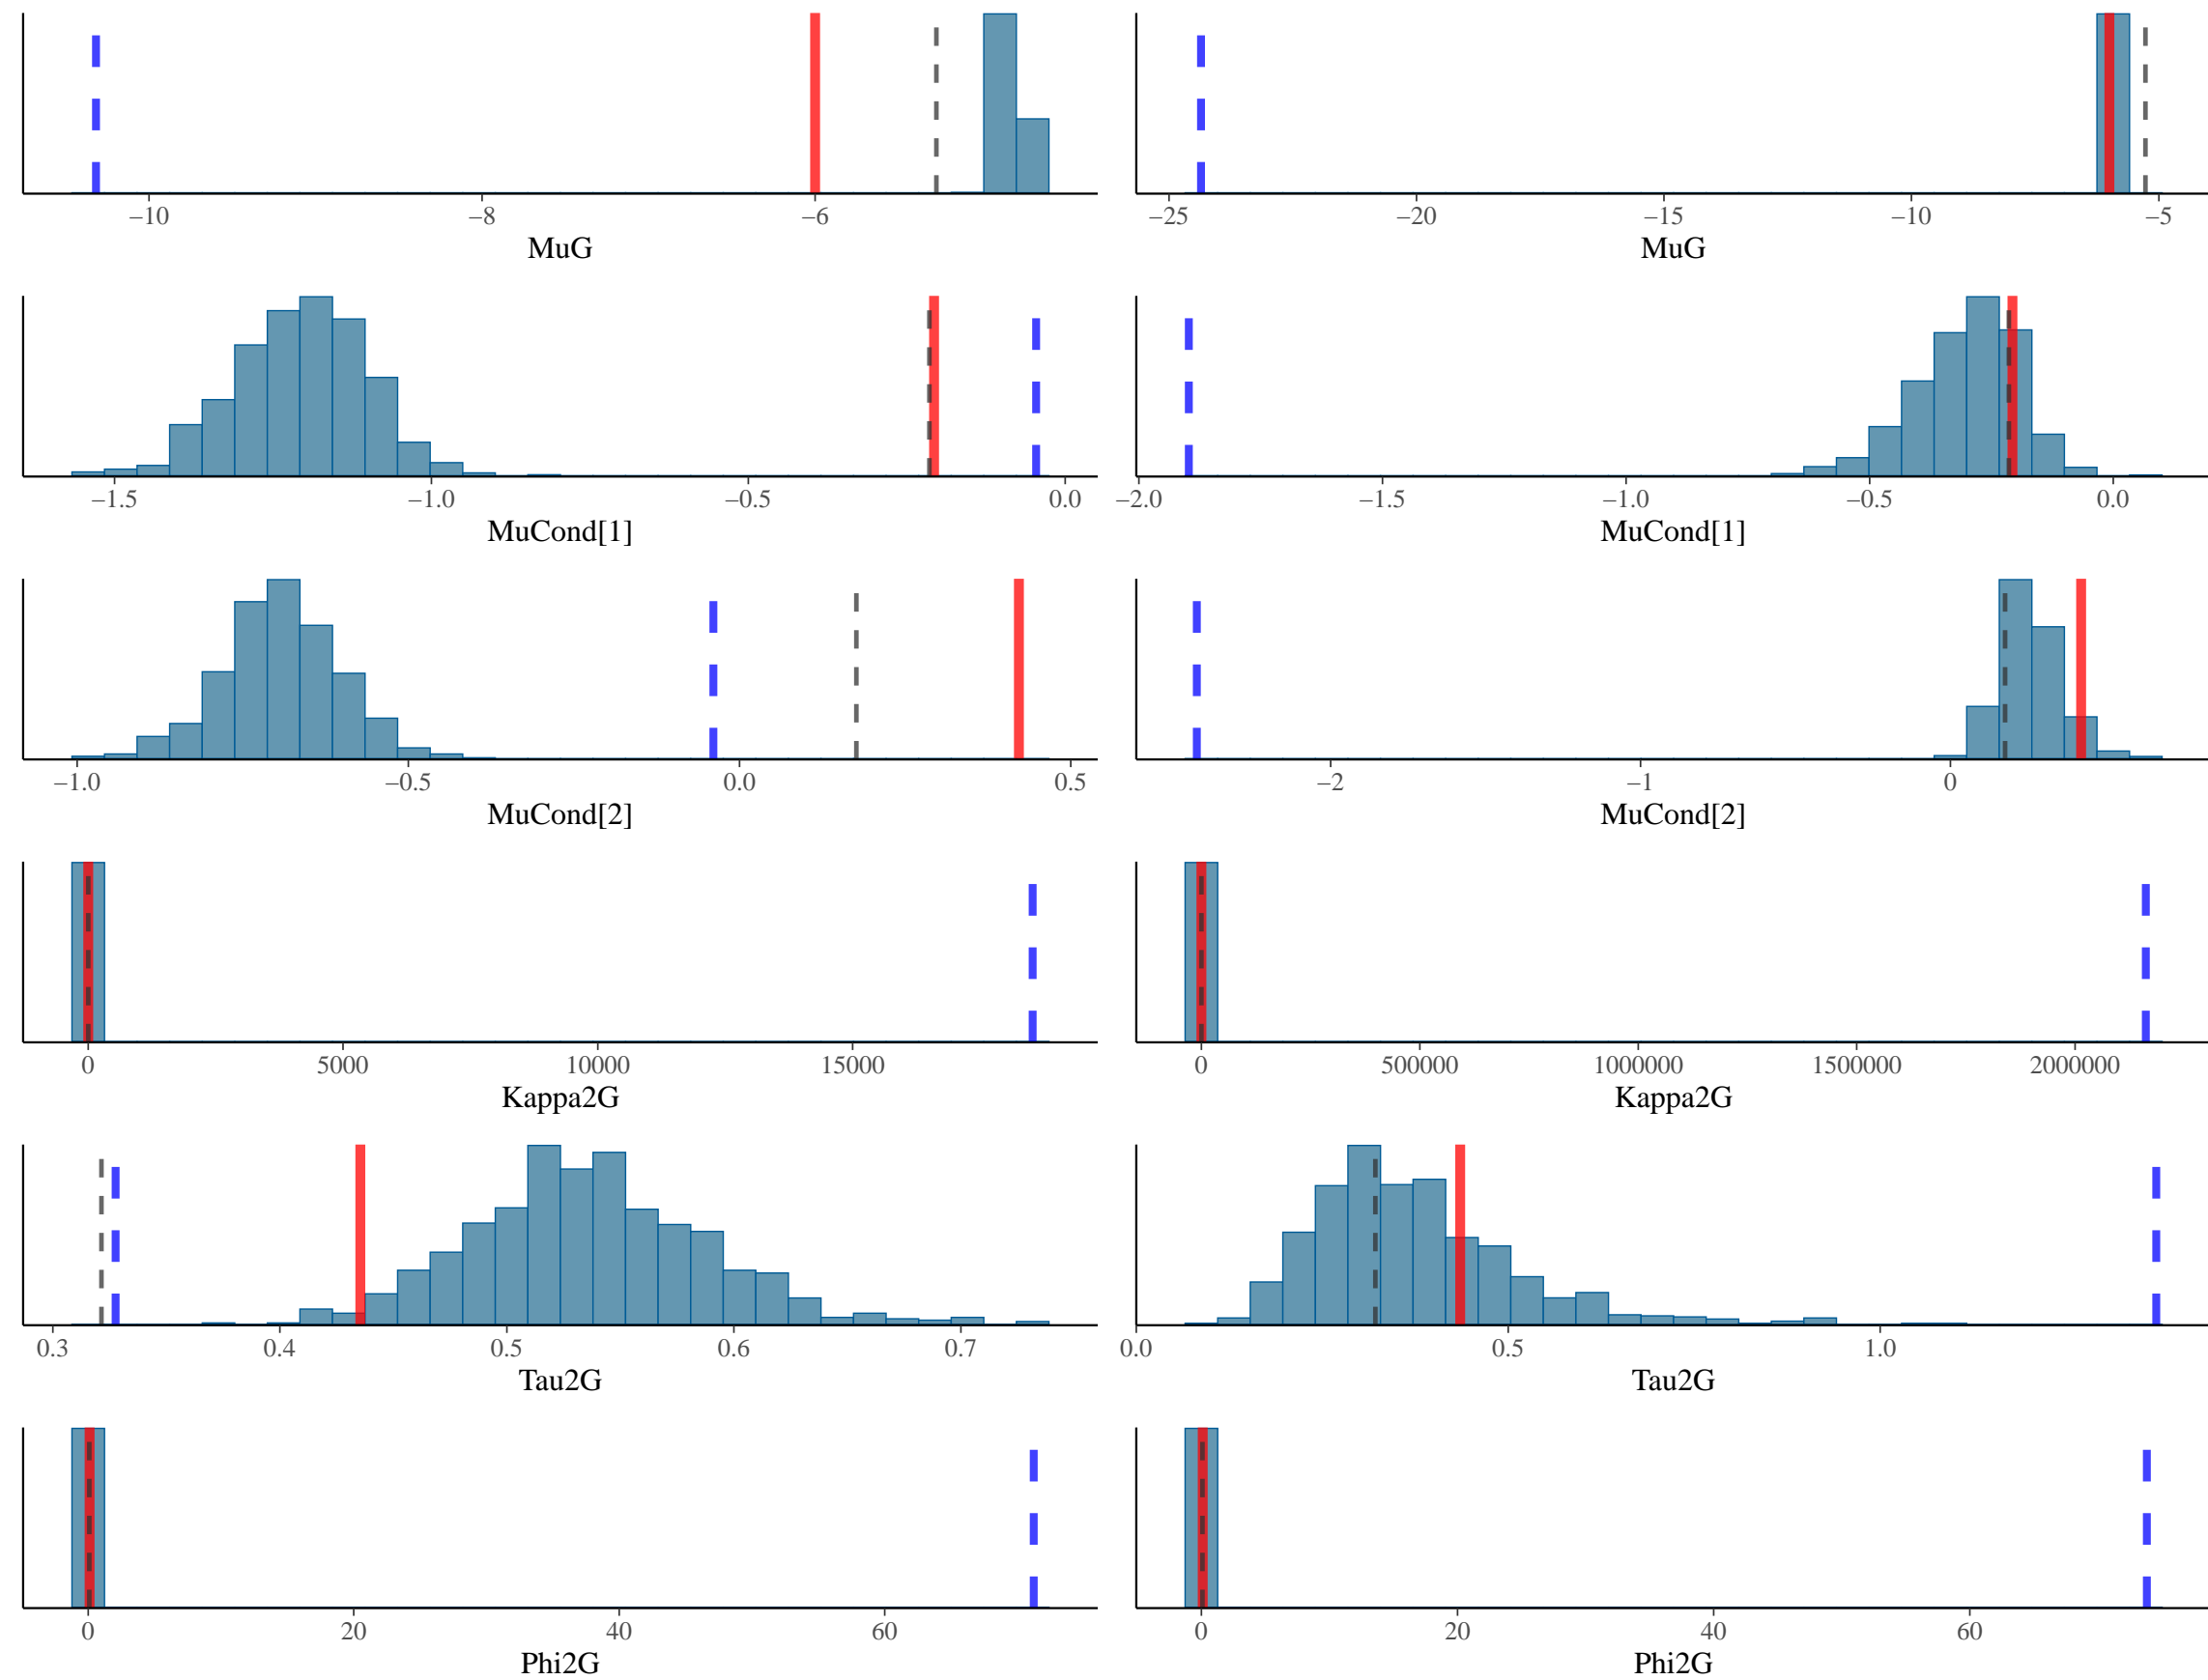 −10 −8 −6 −25 −20 −15 −10 −5
MuG MuG
−1.5 −1.0 −0.5 0.0 −2.0 −1.5 −1.0 −0.5 0.0
MuCond[1] MuCond[1]
−1.0 −0.5 0.0 0.5 −2 −1 0
MuCond[2] MuCond[2]
0 5000 10000 15000 0 500000 1000000 1500000 2000000
Kappa2G Kappa2G
0.3 0.4 0.5 0.6 0.7 0.0 0.5 1.0
Tau2G Tau2G
0 20 40 60 0 20 40 60
Phi2G Phi2G